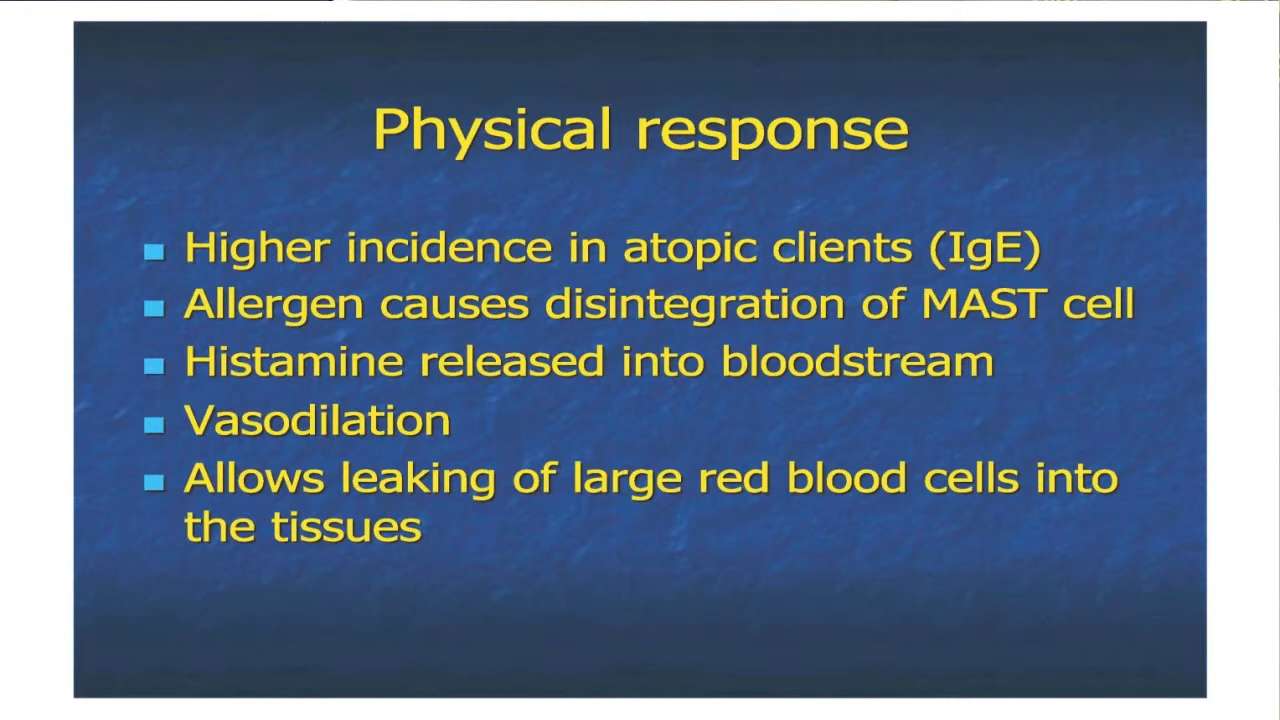 Physical response
Higher incidence in atopic clients (IgE)
Allergen causes disintegration of MAST cell
Histamine released into bloodstream
Vasodilation
Allows leaking of large red blood cells into
the tissues